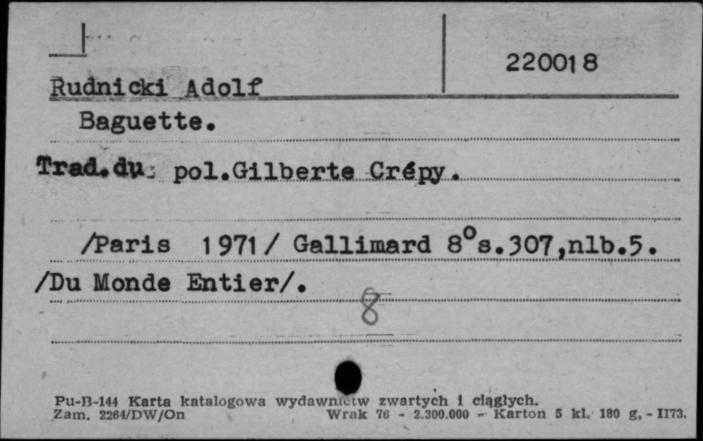 220018
Rudnicki Adolf
Baguette.
Trad.du: pol.Gilberte Crépy.
/Paris 1971/ Gallimard 8°s.307,nlb.5.
/Du Monde Entier/.
8
Pu-B-144 Karta katalogowa wydawnictw zwartych i ciągłych.
Zam. 2264/DW/On Wrak 76 - 2.300.000 - Karton 5 kl. 180 g. - II73.